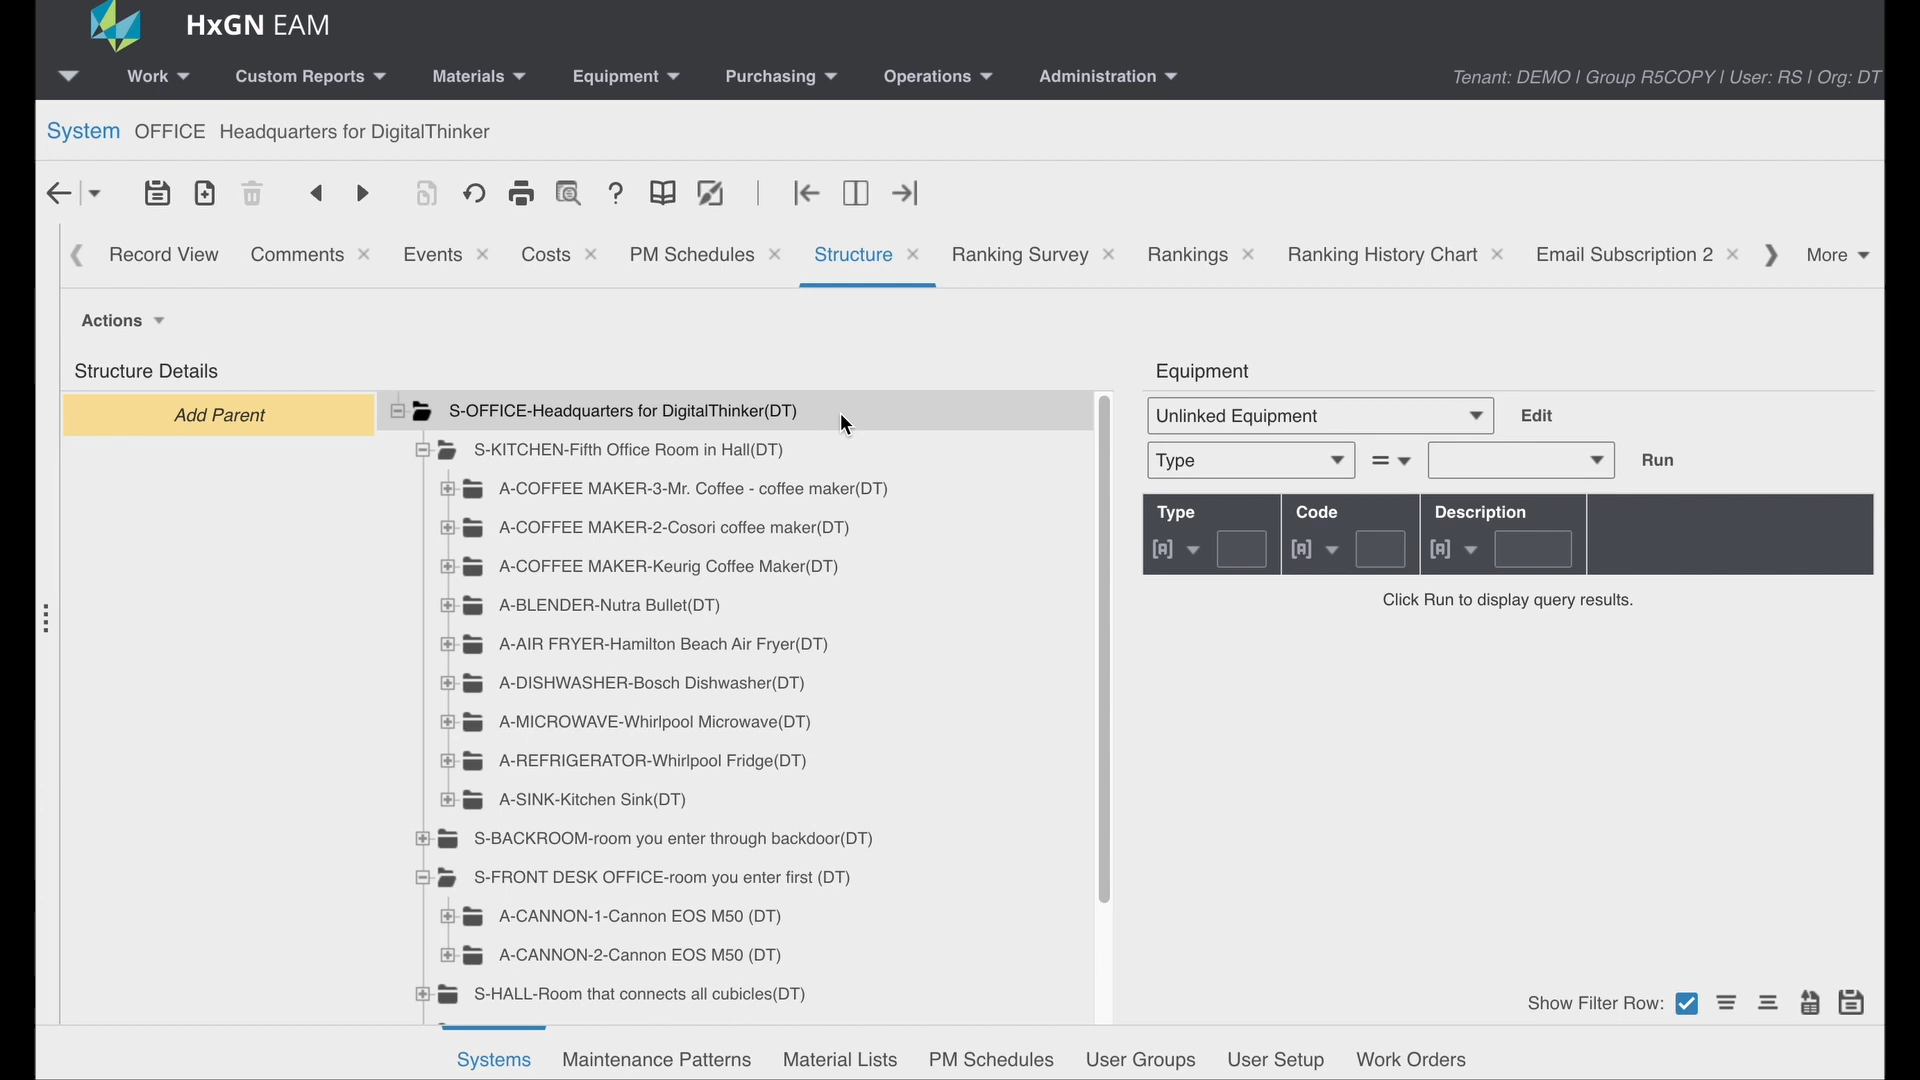 HxGN EAM
Work Custom Reports Materials Equipment Purchasing Operations Administration Tenant: DEMO | Group R5COPY | User: RS | Org: DT
System OFFICE Headquarters for DigitalThinker
Record View Comments Events Costs PM Schedules Structure Ranking Survey Rankings Ranking History Chart Email Subscription 2 More
Actions
Structure Details
Add Parent
S-OFFICE-Headquarters for DigitalThinker(DT)
S-KITCHEN-Fifth Office Room in Hall(DT)
A-COFFEE MAKER-3-Mr. Coffee - coffee maker(DT)
A-COFFEE MAKER-2-Cosori coffee maker(DT)
A-COFFEE MAKER-Keurig Coffee Maker(DT)
A-BLENDER-Nutra Bullet(DT)
A-AIR FRYER-Hamilton Beach Air Fryer(DT)
A-DISHWASHER-Bosch Dishwasher(DT)
A-MICROWAVE-Whirlpool Microwave(DT)
A-REFRIGERATOR-Whirlpool Fridge(DT)
A-SINK-Kitchen Sink(DT)
S-BACKROOM-room you enter through backdoor(DT)
S-FRONT DESK OFFICE-room you enter first (DT)
A-CANNON-1-Cannon EOS M50 (DT)
A-CANNON-2-Cannon EOS M50 (DT)
S-HALL-Room that connects all cubicles(DT)
Equipment
Unlinked Equipment Edit
Type = Run
Type Code Description
[A] [A] [A]
Click Run to display query results.
Show Filter Row:
Systems Maintenance Patterns Material Lists PM Schedules User Groups User Setup Work Orders